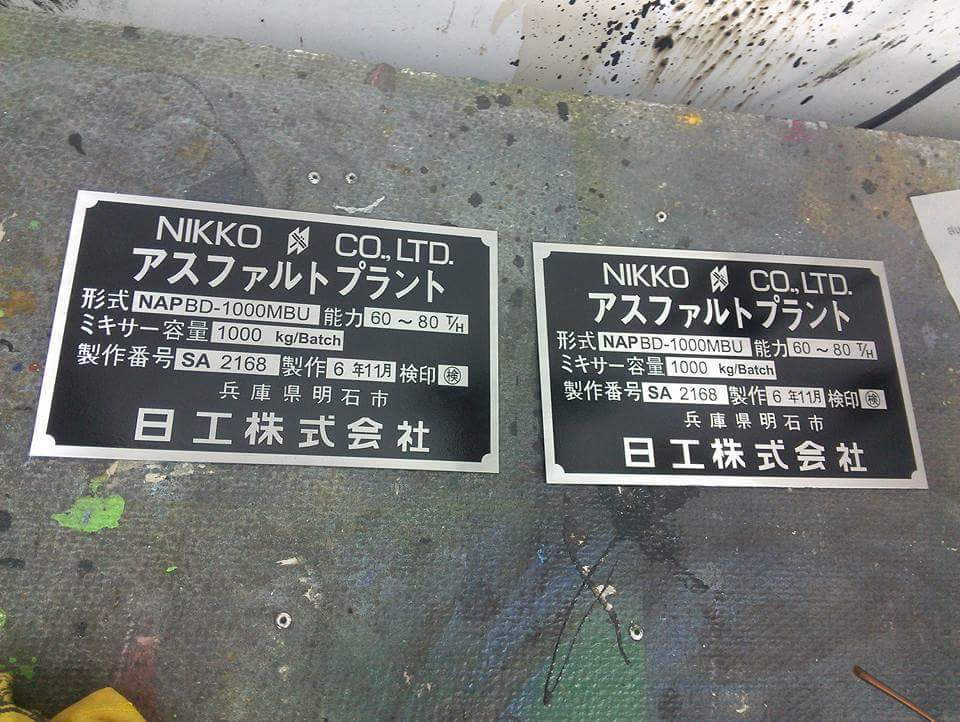 NIKKO CO.,LTD.
アスファルトプラント
形式 NAPBD-1000MBU 能力 60～80 T/H
ミキサー容量 1000 kg/Batch
製作番号 SA 2168 製作 6 年11月 検印 検
兵庫県明石市
日工株式会社
NIKKO CO.,LTD.
アスファルトプラント
形式 NAPBD-1000MBU 能力 60～80 T/H
ミキサー容量 1000 kg/Batch
製作番号 SA 2168 製作 6 年11月 検印 検
兵庫県明石市
日工株式会社